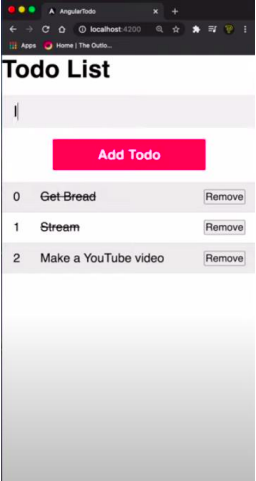 AngularTodo
localhost:4200
Apps Home | The Outlo...
Todo List
Add Todo
0 Get Bread Remove
1 Stream Remove
2 Make a YouTube video Remove